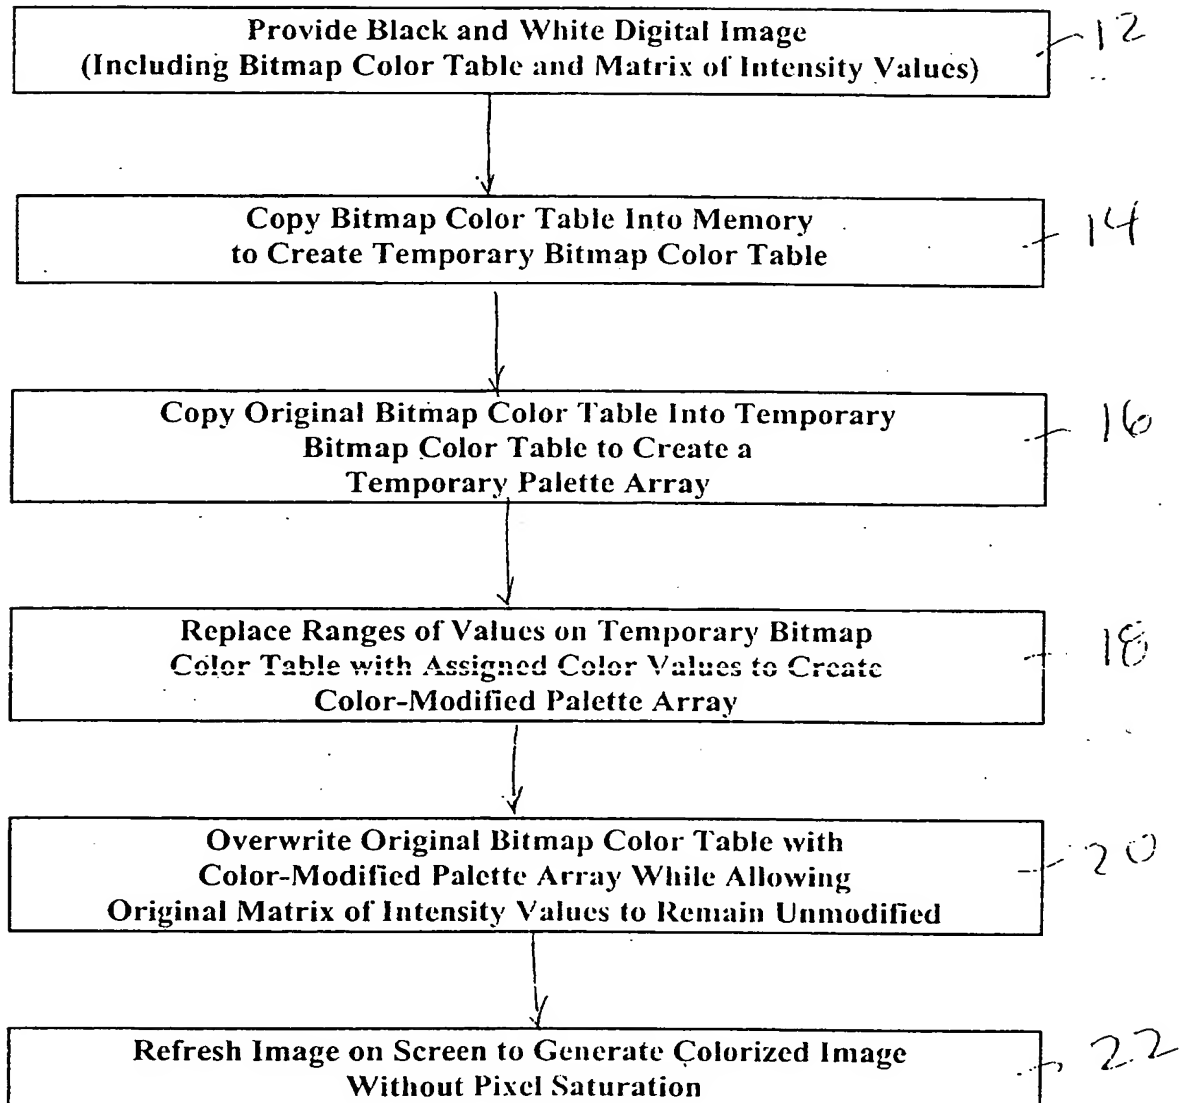 Provide Black and White Digital Image
(Including Bitmap Color Table and Matrix of Intensity Values)
12
Copy Bitmap Color Table Into Memory
to Create Temporary Bitmap Color Table
14
Copy Original Bitmap Color Table Into Temporary
Bitmap Color Table to Create a
Temporary Palette Array
16
Replace Ranges of Values on Temporary Bitmap
Color Table with Assigned Color Values to Create
Color-Modified Palette Array
18
Overwrite Original Bitmap Color Table with
Color-Modified Palette Array While Allowing
Original Matrix of Intensity Values to Remain Unmodified
20
Refresh Image on Screen to Generate Colorized Image
Without Pixel Saturation
22